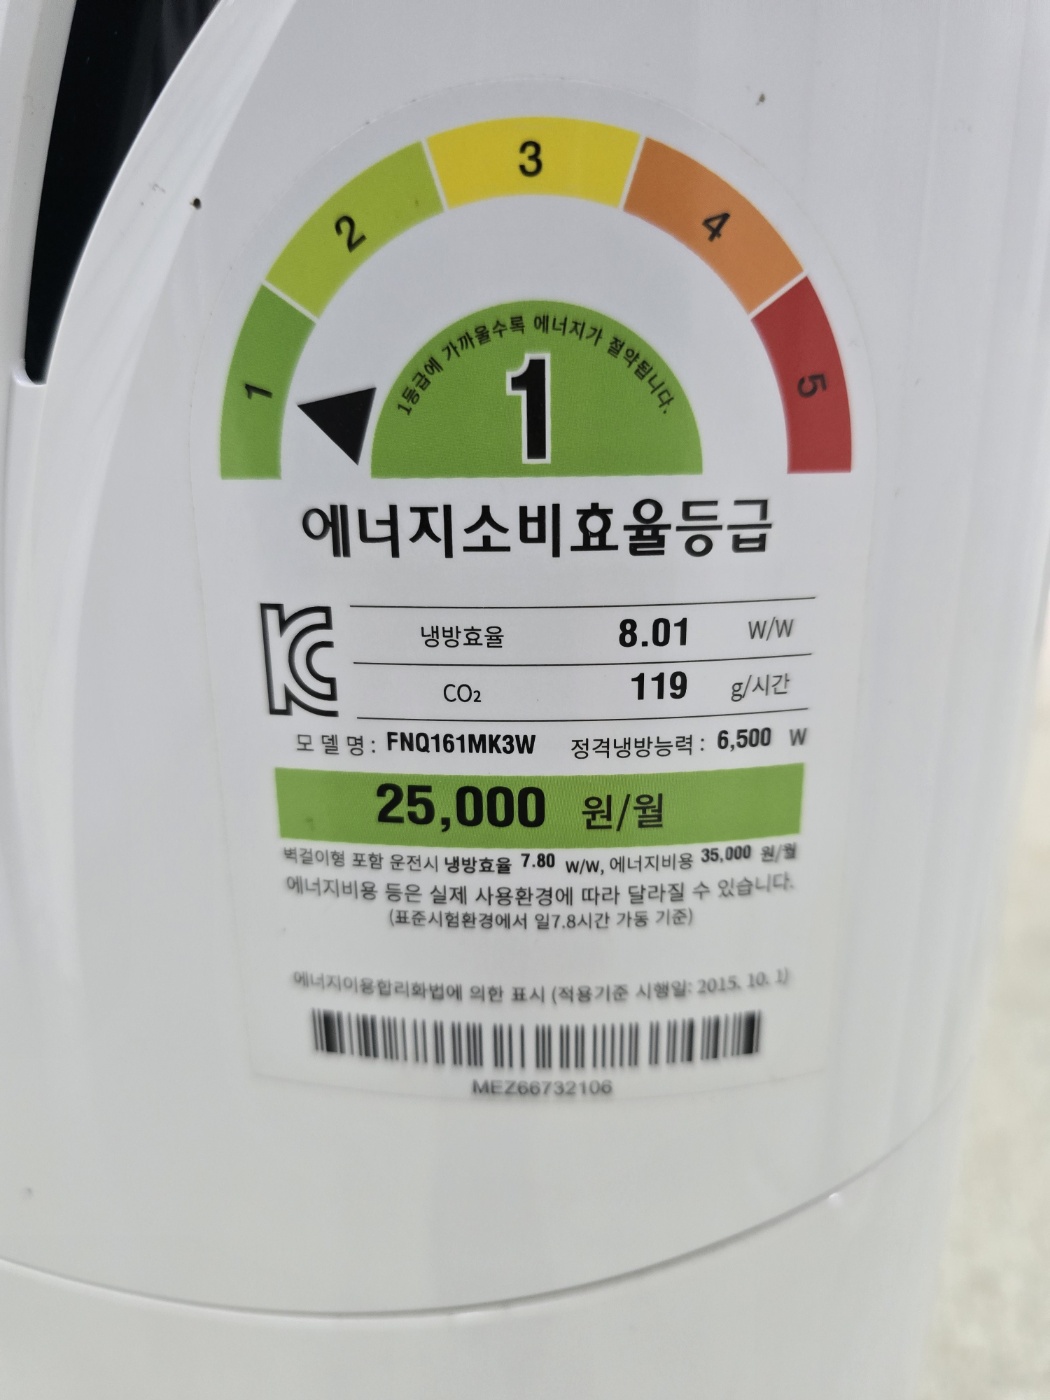 1
2
3
4
5
1등급에 가까울수록 에너지가 절약됩니다.
1
에너지소비효율등급
냉방효율 8.01 W/W
CO₂ 119 g/시간
모델명: FNQ161MK3W 정격냉방능력: 6,500 W
25,000 원/월
벽걸이형 포함 운전시 냉방효율 7.80 W/W, 에너지비용 35,000 원/월
에너지비용 등은 실제 사용환경에 따라 달라질 수 있습니다.
(표준시험환경에서 일7.8시간 가동 기준)
에너지이용합리화법에 의한 표시 (적용기준 시행일: 2015. 10. 1)
MEZ66732106